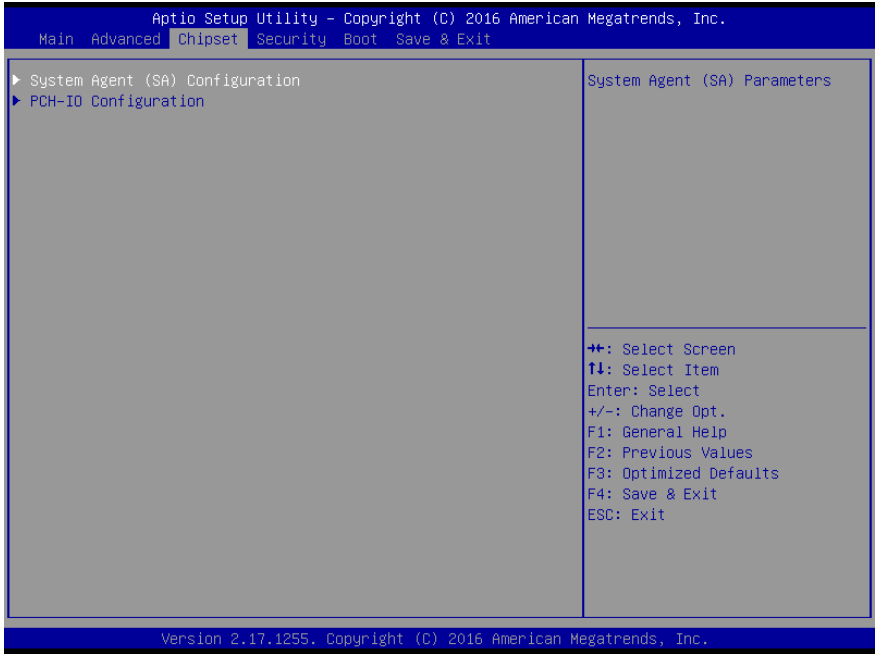 Aptio Setup Utility – Copyright (C) 2016 American Megatrends, Inc.
Main Advanced Chipset Security Boot Save & Exit
▶ System Agent (SA) Configuration
▶ PCH-IO Configuration
System Agent (SA) Parameters
→←: Select Screen
↑↓: Select Item
Enter: Select
+/-: Change Opt.
F1: General Help
F2: Previous Values
F3: Optimized Defaults
F4: Save & Exit
ESC: Exit
Version 2.17.1255. Copyright (C) 2016 American Megatrends, Inc.